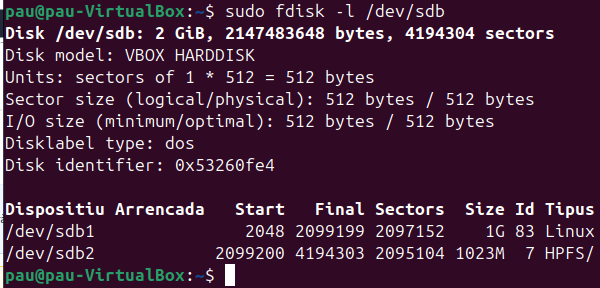 pau@pau-VirtualBox:~$ sudo fdisk -l /dev/sdb
Disk /dev/sdb: 2 GiB, 2147483648 bytes, 4194304 sectors
Disk model: VBOX HARDDISK
Units: sectors of 1 * 512 = 512 bytes
Sector size (logical/physical): 512 bytes / 512 bytes
I/O size (minimum/optimal): 512 bytes / 512 bytes
Disklabel type: dos
Disk identifier: 0x53260fe4
Dispositiu Arrencada   Start   Final Sectors  Size Id Tipus
/dev/sdb1               2048 2099199 2097152    1G 83 Linux
/dev/sdb2            2099200 4194303 2095104 1023M  7 HPFS/
pau@pau-VirtualBox:~$